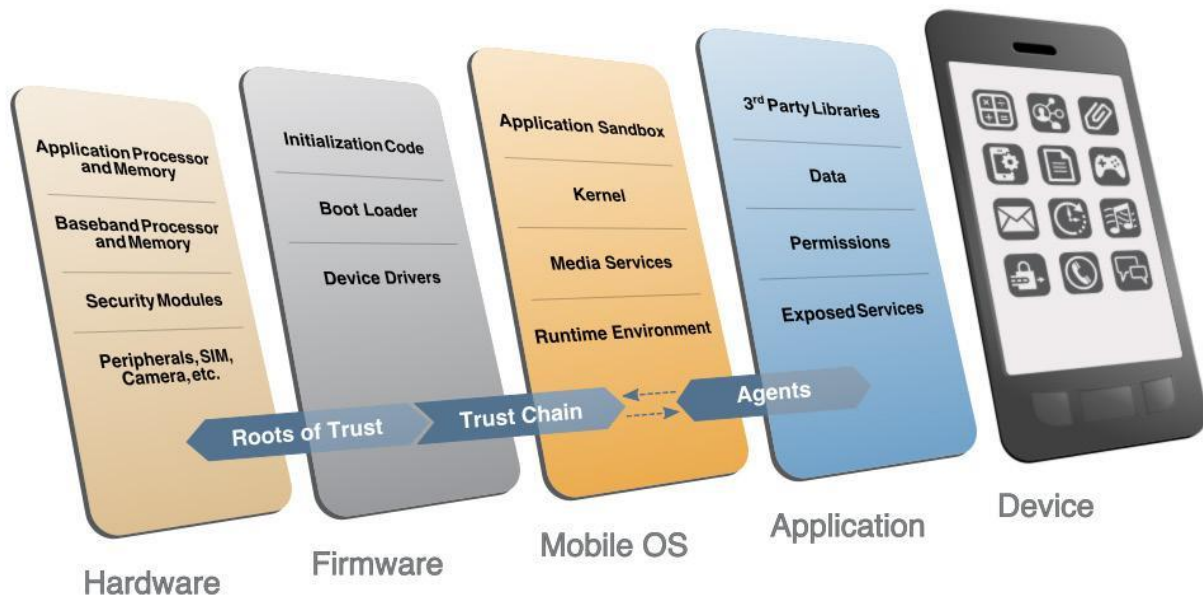 Application Processor
and Memory
Baseband Processor
and Memory
Security Modules
Peripherals, SIM,
Camera, etc.
Initialization Code
Boot Loader
Device Drivers
Application Sandbox
Kernel
Media Services
Runtime Environment
3rd Party Libraries
Data
Permissions
Exposed Services
Roots of Trust
Trust Chain
Agents
Hardware
Firmware
Mobile OS
Application
Device